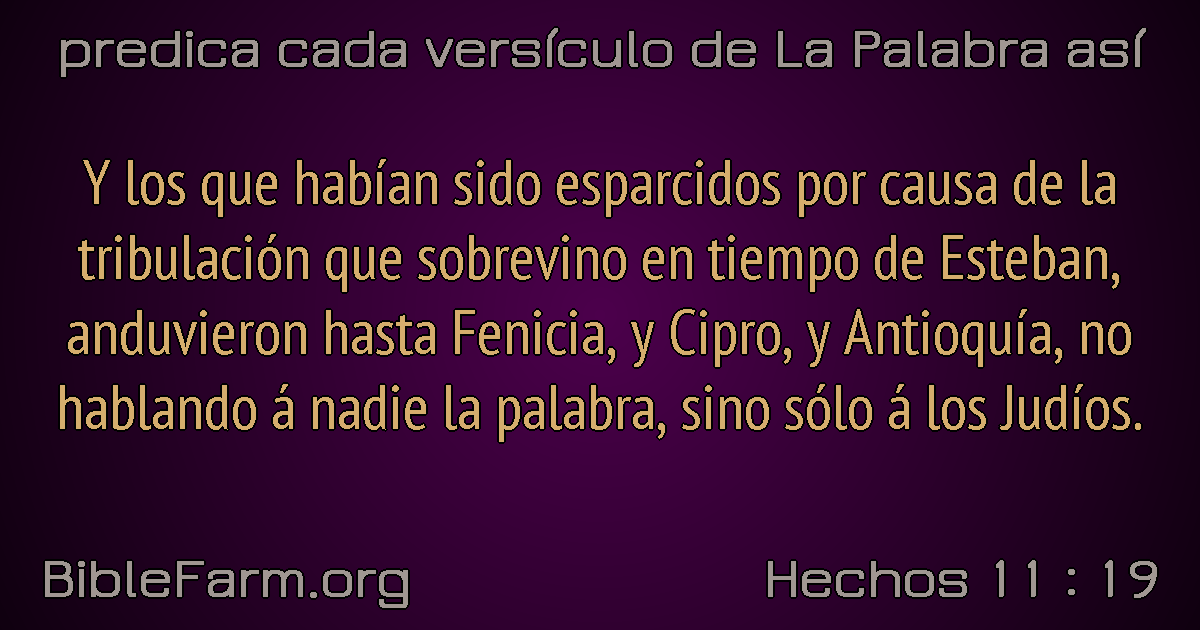 predica cada versículo de La Palabra así
Y los que habían sido esparcidos por causa de la
tribulación que sobrevino en tiempo de Esteban,
anduvieron hasta Fenicia, y Cipro, y Antioquía, no
hablando á nadie la palabra, sino sólo á los Judíos.
BibleFarm.org
Hechos 11 : 19